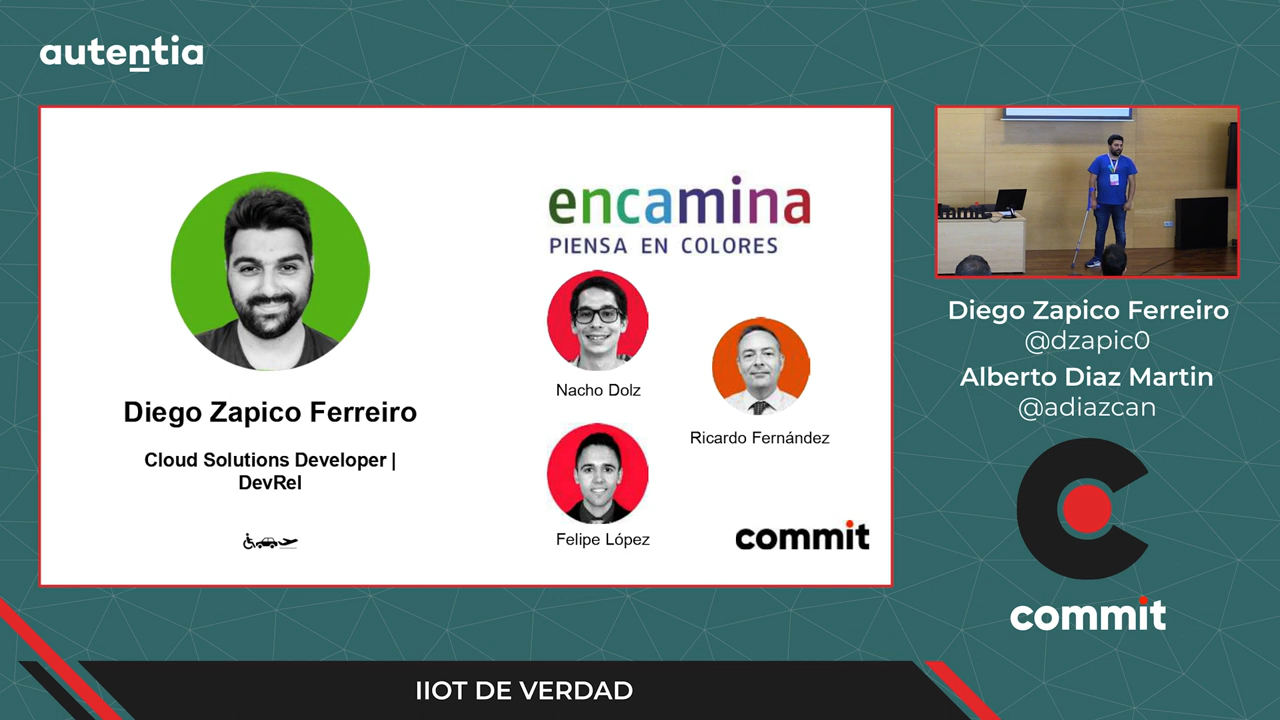 autentia
encamina
PIENSA EN COLORES
Nacho Dolz
Ricardo Fernández
Felipe López
Diego Zapico Ferreiro
Cloud Solutions Developer |
DevRel
commit
Diego Zapico Ferreiro
@dzapic0
Alberto Diaz Martin
@adiazcan
commit
IIOT DE VERDAD